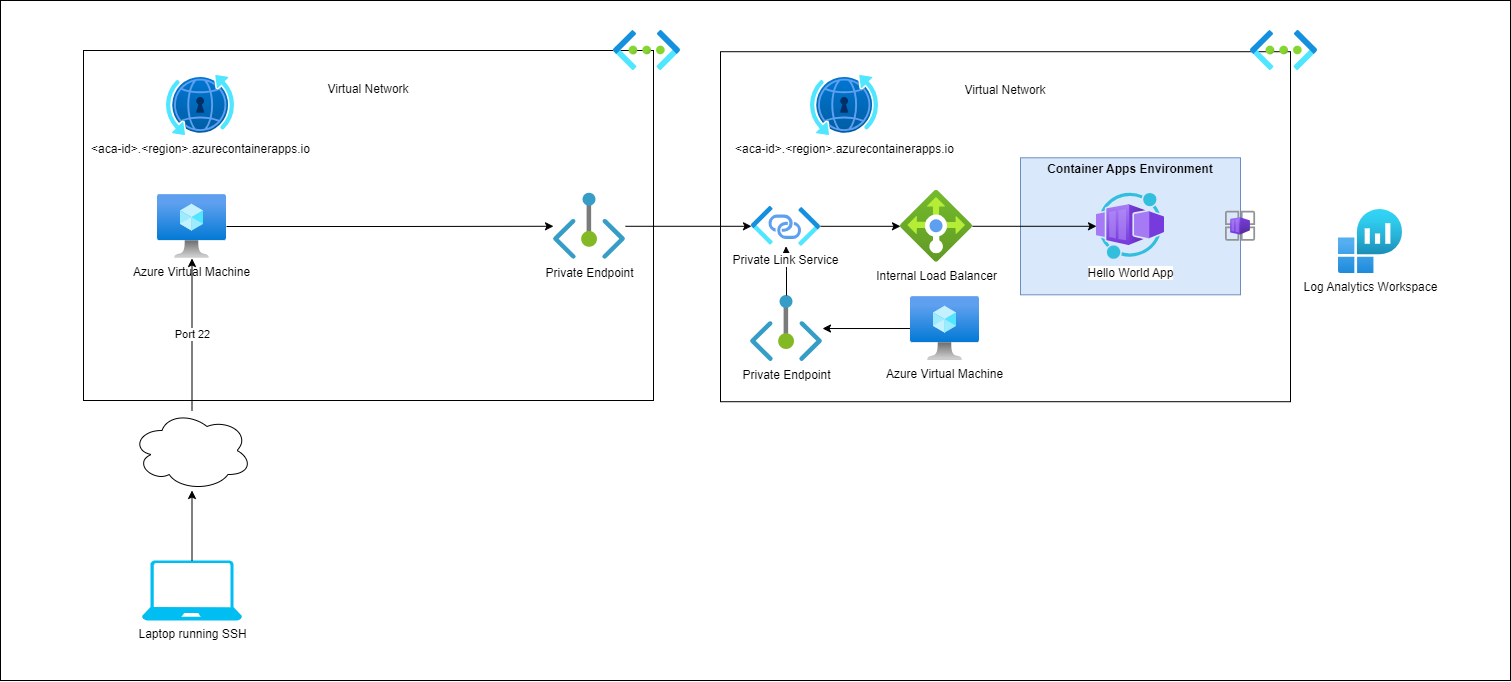 Virtual Network
<aca-id>.<region>.azurecontainerapps.io
Azure Virtual Machine
Private Endpoint
Port 22
Laptop running SSH
Virtual Network
<aca-id>.<region>.azurecontainerapps.io
Container Apps Environment
Private Link Service
Internal Load Balancer
Hello World App
Private Endpoint
Azure Virtual Machine
Log Analytics Workspace